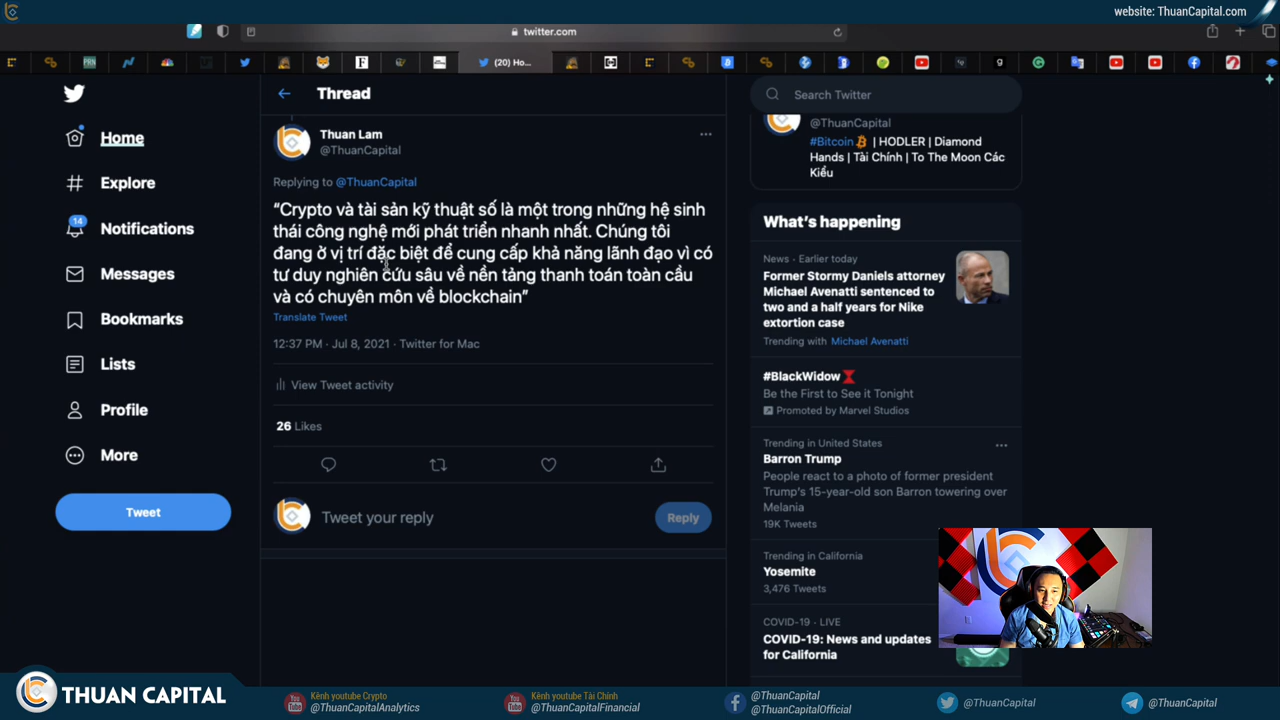 website: ThuanCapital.com
twitter.com
(20) Ho...
Home
Explore
14
Notifications
Messages
Bookmarks
Lists
Profile
More
Tweet
Thread
Thuan Lam
@ThuanCapital
Replying to @ThuanCapital
“Crypto và tài sản kỹ thuật số là một trong những hệ sinh
thái công nghệ mới phát triển nhanh nhất. Chúng tôi
đang ở vị trí đặc biệt để cung cấp khả năng lãnh đạo vì có
tư duy nghiên cứu sâu về nền tảng thanh toán toàn cầu
và có chuyên môn về blockchain”
Translate Tweet
12:37 PM · Jul 8, 2021 · Twitter for Mac
View Tweet activity
26 Likes
Tweet your reply
Reply
Search Twitter
@ThuanCapital
#Bitcoin | HODLER | Diamond
Hands | Tài Chính | To The Moon Các
Kiểu
What’s happening
News · Earlier today
Former Stormy Daniels attorney
Michael Avenatti sentenced to
two and a half years for Nike
extortion case
Trending with Michael Avenatti
#BlackWidow
Be the First to See it Tonight
Promoted by Marvel Studios
Trending in United States
Barron Trump
People react to a photo of former president
Trump’s 15-year-old son Barron towering over
Melania
19K Tweets
Trending in California
Yosemite
3,476 Tweets
COVID-19 · LIVE
COVID-19: News and updates
for California
THUAN CAPITAL
Kênh youtube Crypto
@ThuanCapitalAnalytics
Kênh youtube Tài Chính
@ThuanCapitalFinancial
@ThuanCapital
@ThuanCapitalOfficial
@ThuanCapital
@ThuanCapital